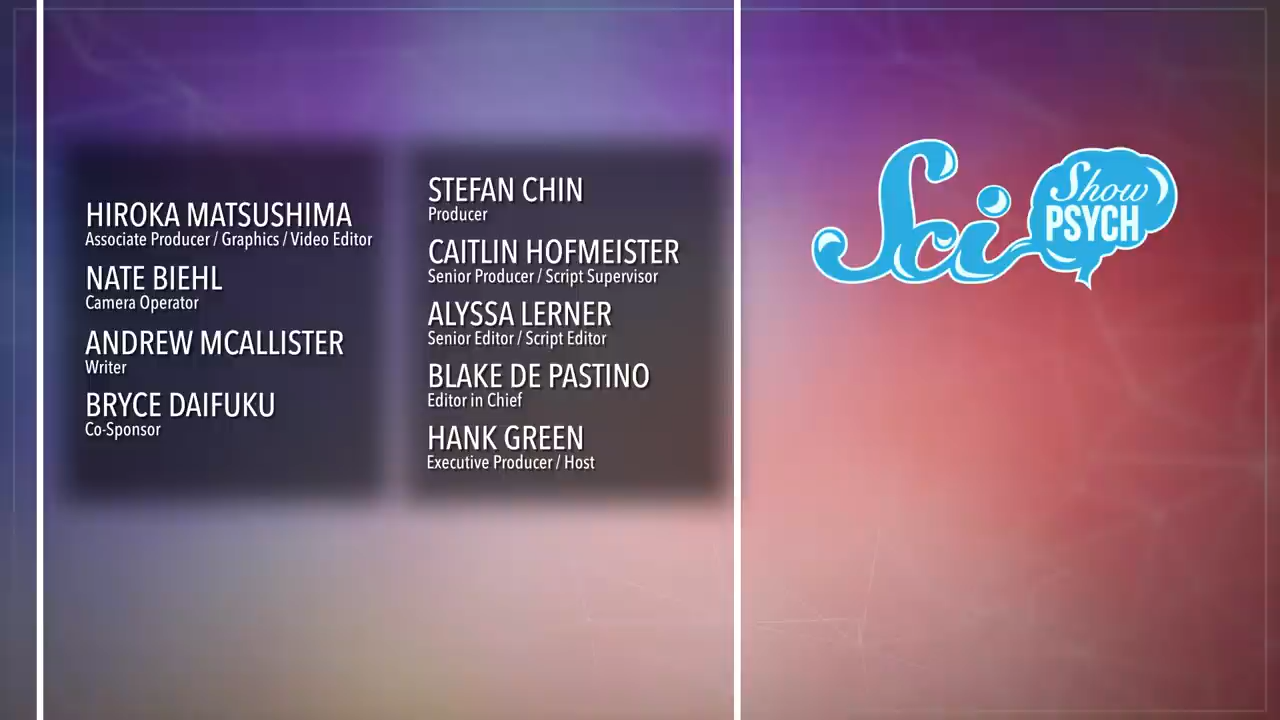 HIROKA MATSUSHIMA
Associate Producer / Graphics / Video Editor
NATE BIEHL
Camera Operator
ANDREW MCALLISTER
Writer
BRYCE DAIFUKU
Co-Sponsor
STEFAN CHIN
Producer
CAITLIN HOFMEISTER
Senior Producer / Script Supervisor
ALYSSA LERNER
Senior Editor / Script Editor
BLAKE DE PASTINO
Editor in Chief
HANK GREEN
Executive Producer / Host
Sci Show
PSYCH